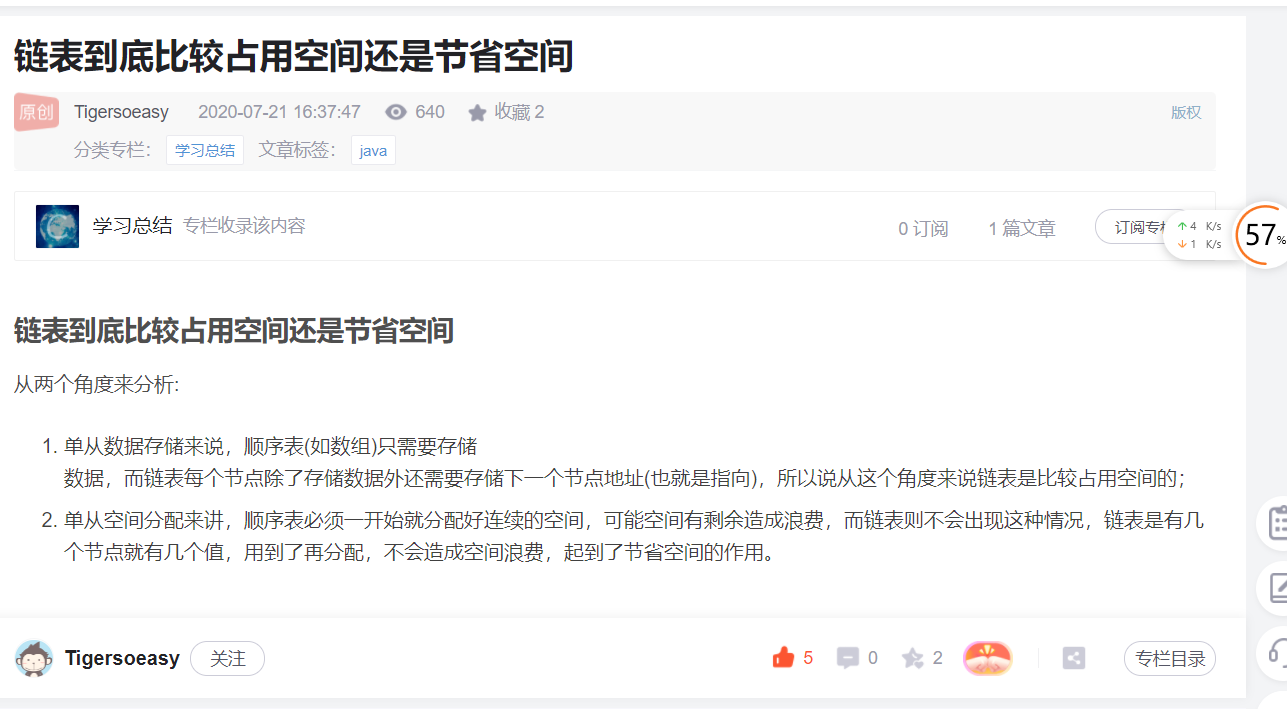 链表到底比较占用空间还是节省空间
原创 Tigersoeasy 2020-07-21 16:37:47 640 收藏 2 版权
分类专栏： 学习总结 文章标签： java
学习总结 专栏收录该内容 0 订阅 1 篇文章 订阅专栏
4 K/s
1 K/s
57%
链表到底比较占用空间还是节省空间
从两个角度来分析:
1. 单从数据存储来说，顺序表(如数组)只需要存储
数据，而链表每个节点除了存储数据外还需要存储下一个节点地址(也就是指向)，所以说从这个角度来说链表是比较占用空间的；
2. 单从空间分配来讲，顺序表必须一开始就分配好连续的空间，可能空间有剩余造成浪费，而链表则不会出现这种情况，链表是有几
个节点就有几个值，用到了再分配，不会造成空间浪费，起到了节省空间的作用。
Tigersoeasy 关注 5 0 2 专栏目录